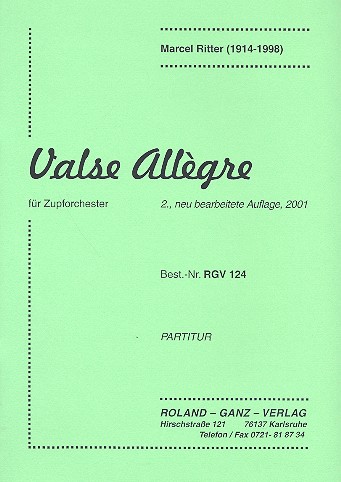 Marcel Ritter (1914-1998)
Valse Allègre
für Zupforchester 2., neu bearbeitete Auflage, 2001
Best.-Nr. RGV 124
PARTITUR
ROLAND – GANZ – VERLAG
Hirschstraße 121 76137 Karlsruhe
Telefon / Fax 0721- 81 87 34